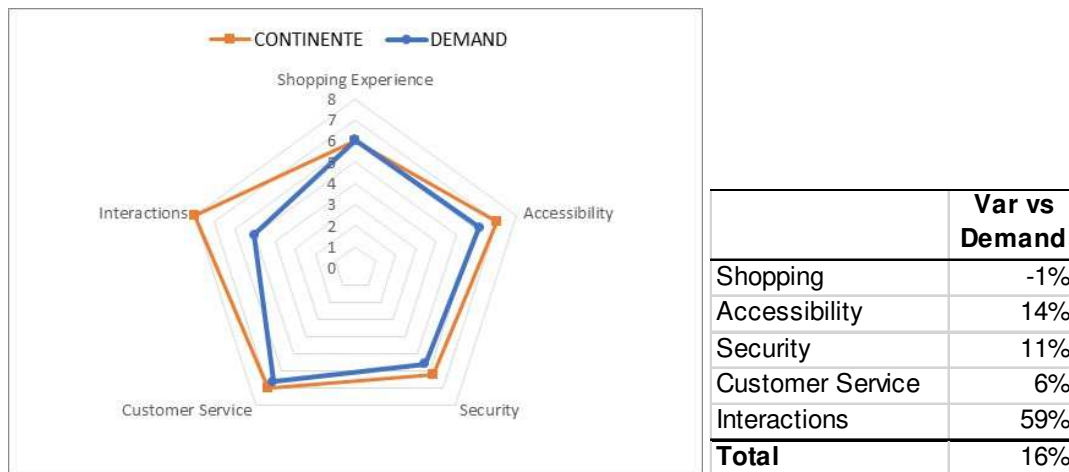 CONTINENTE DEMAND
Shopping Experience
8
7
6
5
4
3
2
1
0
Accessibility
Security
Customer Service
Interactions
Var vs
Demand
Shopping -1%
Accessibility 14%
Security 11%
Customer Service 6%
Interactions 59%
Total 16%